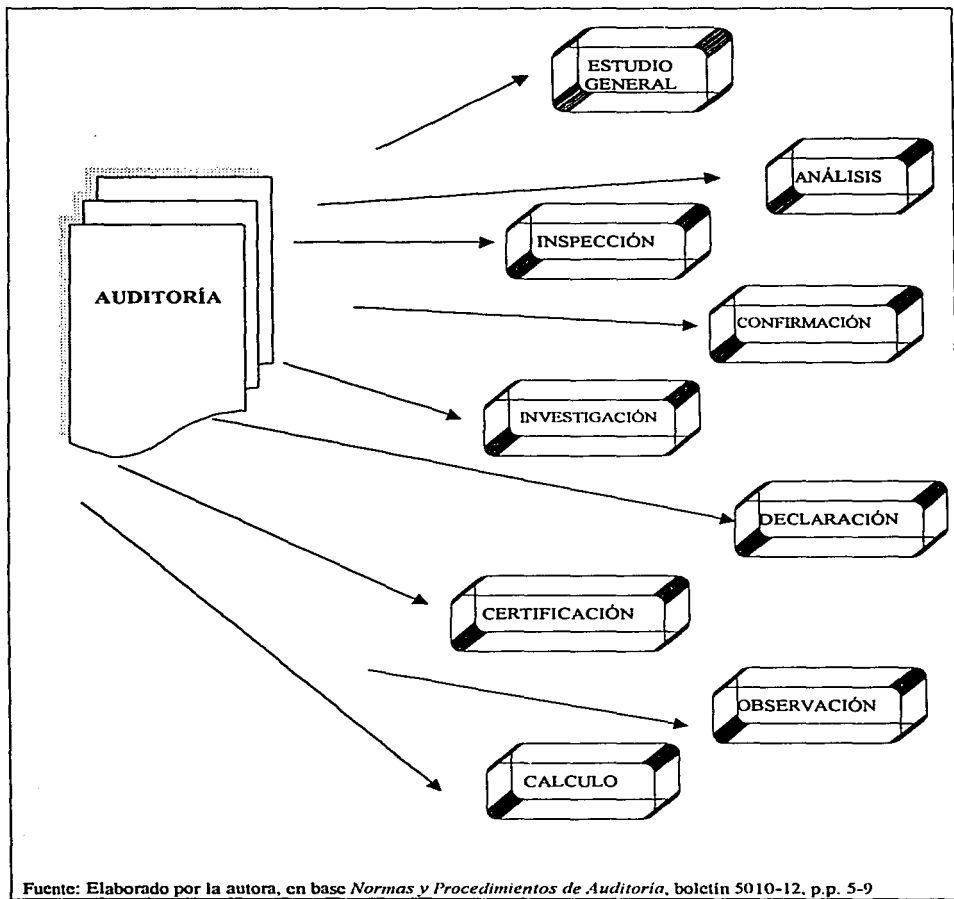 ESTUDIO
GENERAL
ANÁLISIS
INSPECCIÓN
AUDITORÍA
CONFIRMACIÓN
INVESTIGACIÓN
DECLARACIÓN
CERTIFICACIÓN
OBSERVACIÓN
CALCULO
Fuente: Elaborado por la autora, en base Normas y Procedimientos de Auditoría, boletín 5010-12, p.p. 5-9